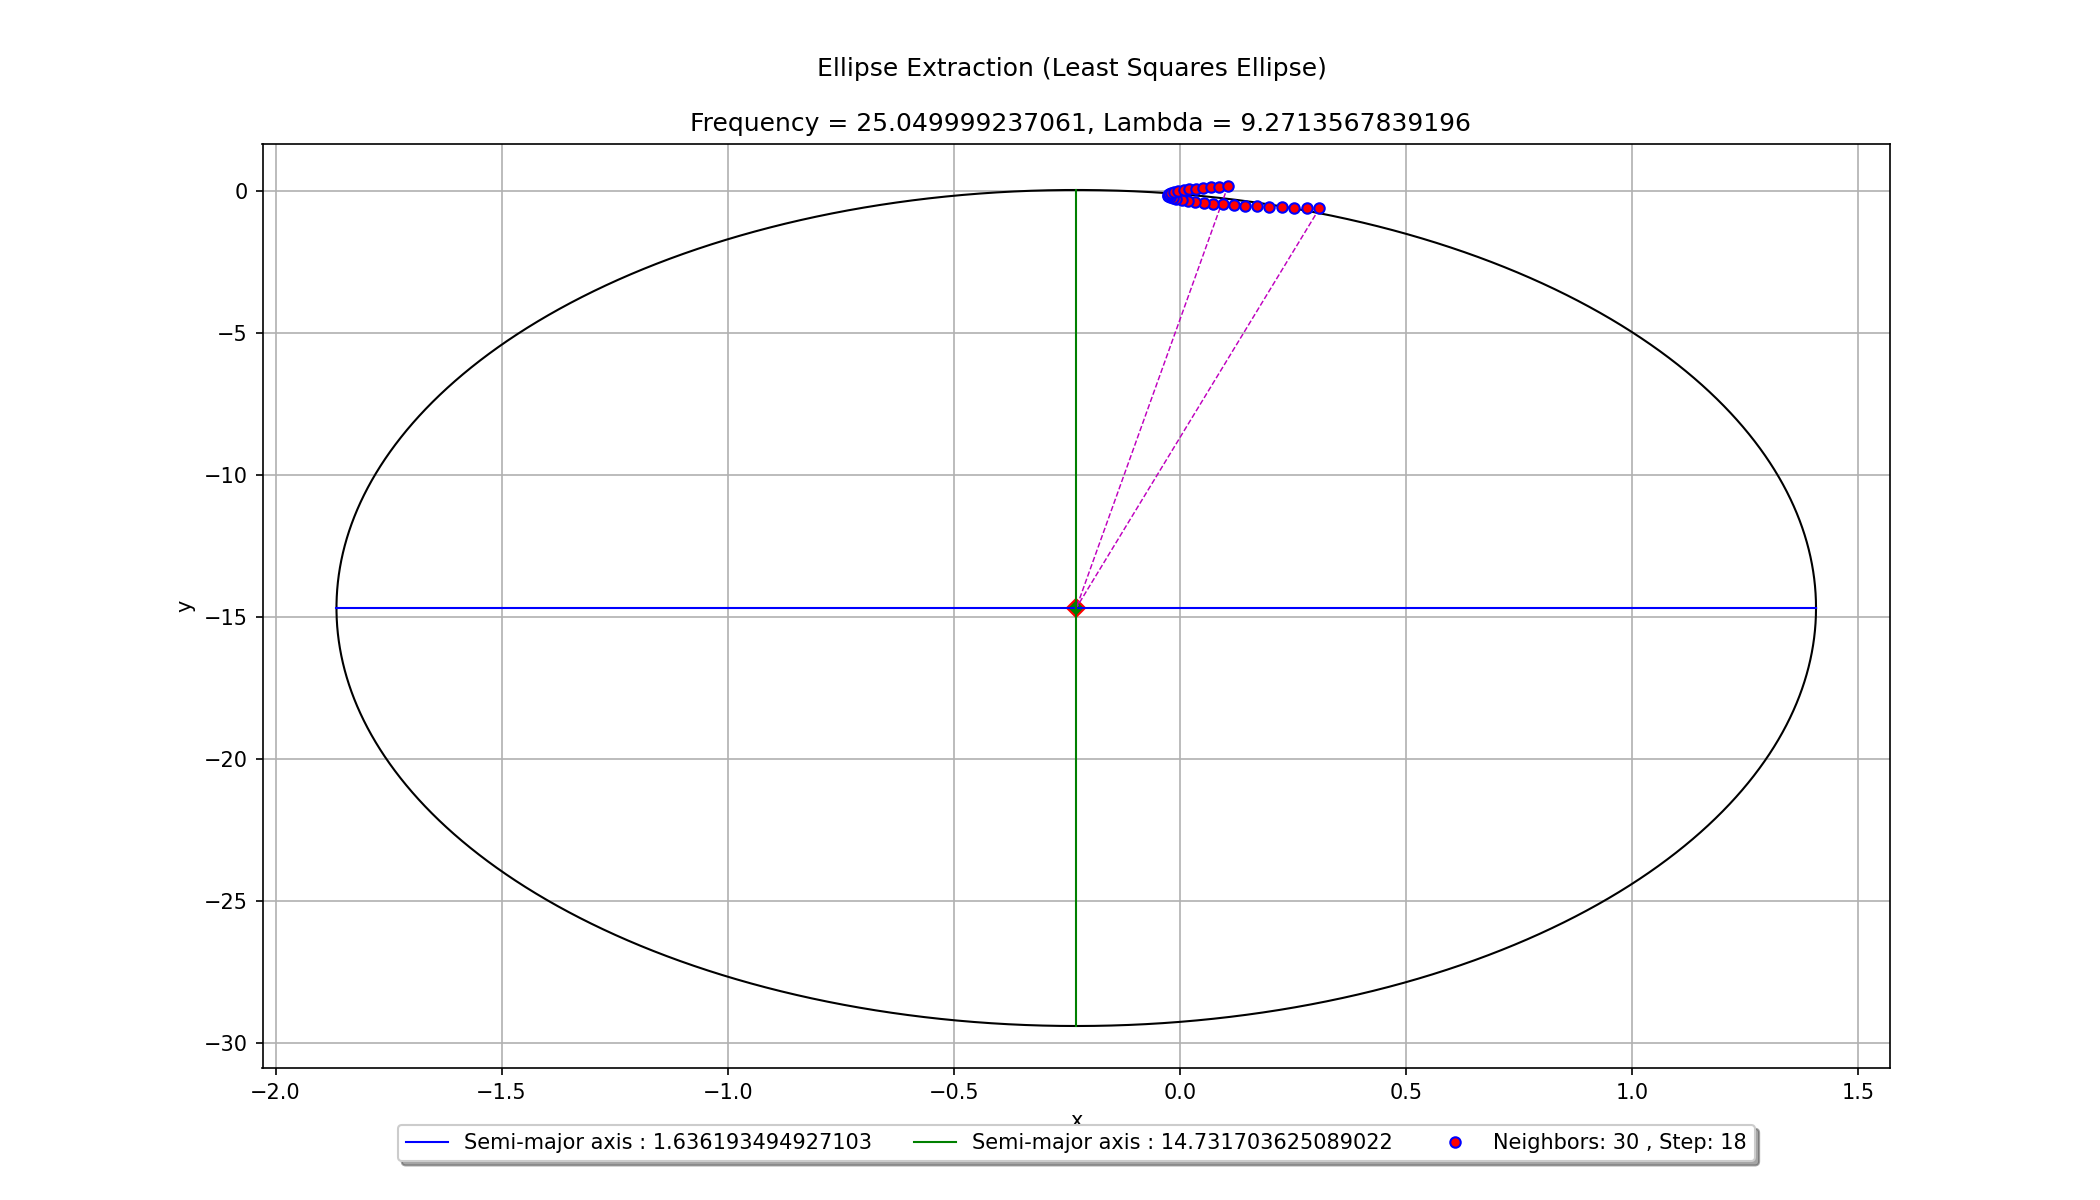 Ellipse Extraction (Least Squares Ellipse)
Frequency = 25.049999237061, Lambda = 9.2713567839196
0
−5
−10
−15
−20
−25
−30
y
−2.0 −1.5 −1.0 −0.5 0.0 0.5 1.0 1.5
x
Semi-major axis : 1.636193494927103 Semi-major axis : 14.731703625089022 Neighbors: 30 , Step: 18